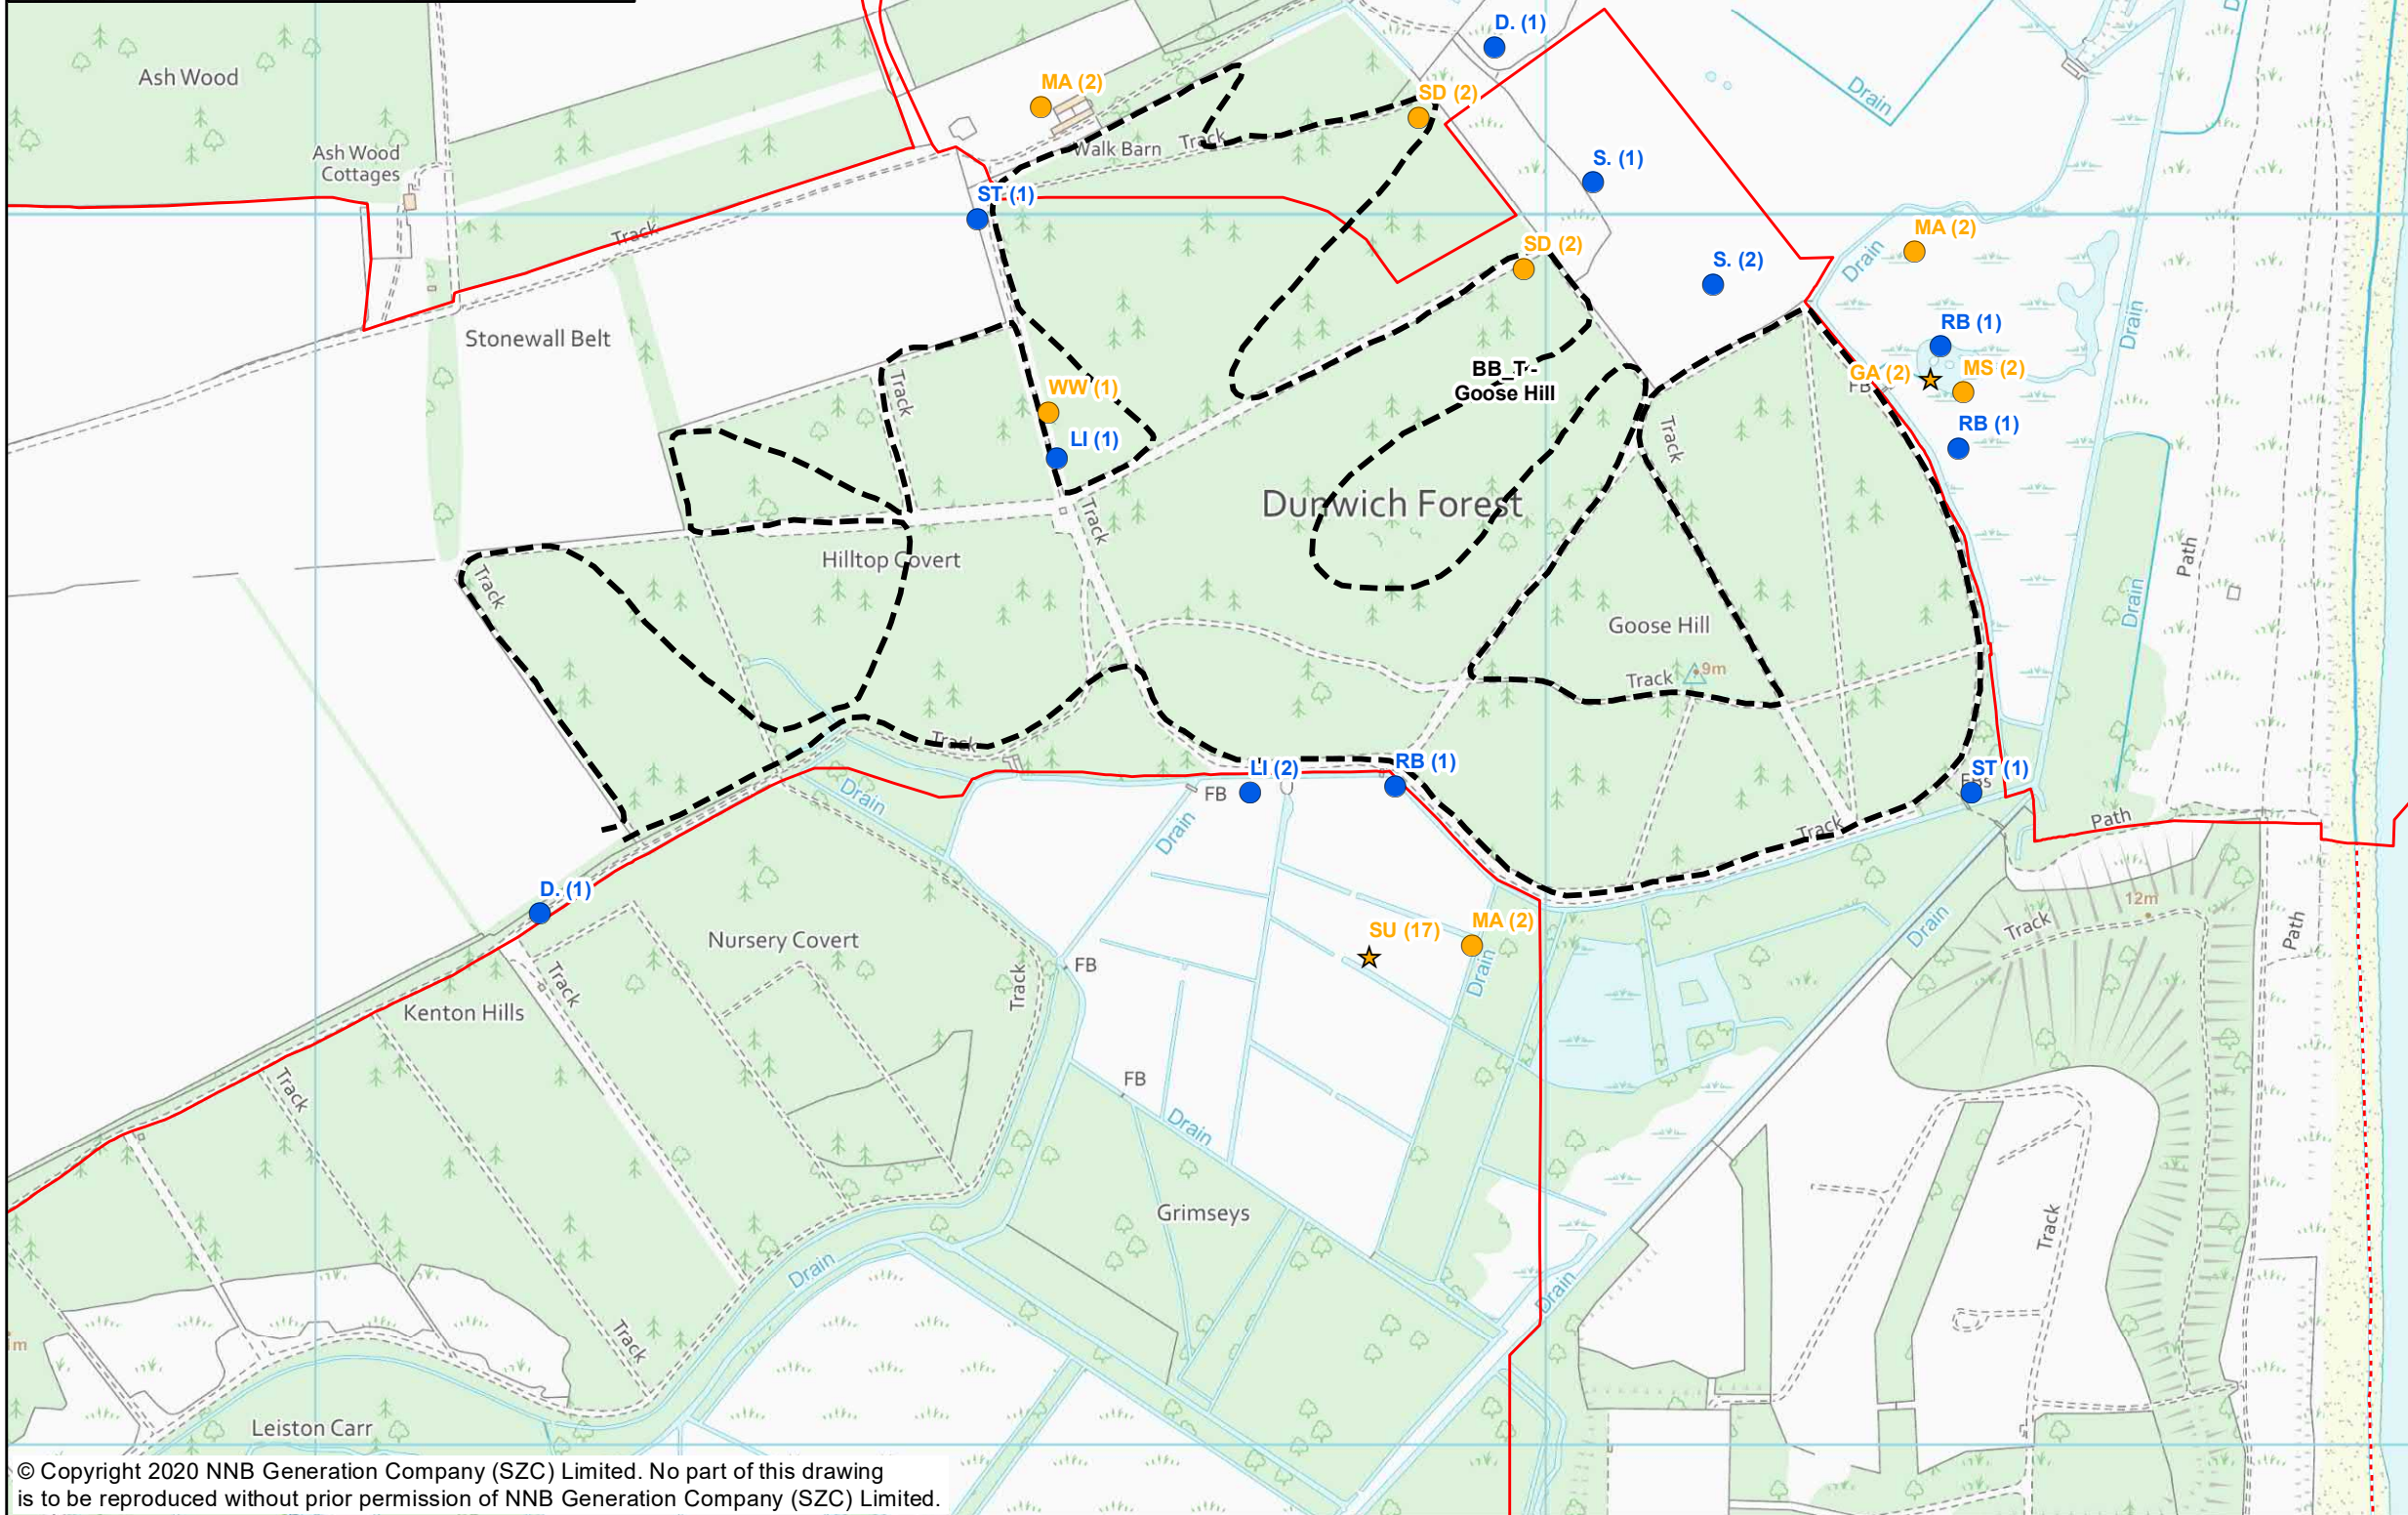 D. (1)
D
Ash Wood
MA (2)
SD (2)
Drain
Ash Wood
Cottages
Walk Barn
Track
S. (1)
ST (1)
Track
SD (2)
MA (2)
Drain
S. (2)
Stonewall Belt
RB (1)
Drain
BB_T-
Goose Hill
GA (2)
MS (2)
FB
Track
WW (1)
LI (1)
RB (1)
Track
Dunwich Forest
Track
Hilltop Covert
Path
Track
Drain
Goose Hill
9m
Track
Track
LI (2)
RB (1)
ST (1)
FBs
FB
Drain
Drain
Track
Path
D. (1)
12m
Nursery Covert
SU (17)
MA (2)
Drain
Track
Path
FB
Track
Track
Drain
Kenton Hills
FB
Track
Drain
Grimseys
Track
Drain
Drain
Track
m
Leiston Carr
© Copyright 2020 NNB Generation Company (SZC) Limited. No part of this drawing
is to be reproduced without prior permission of NNB Generation Company (SZC) Limited.